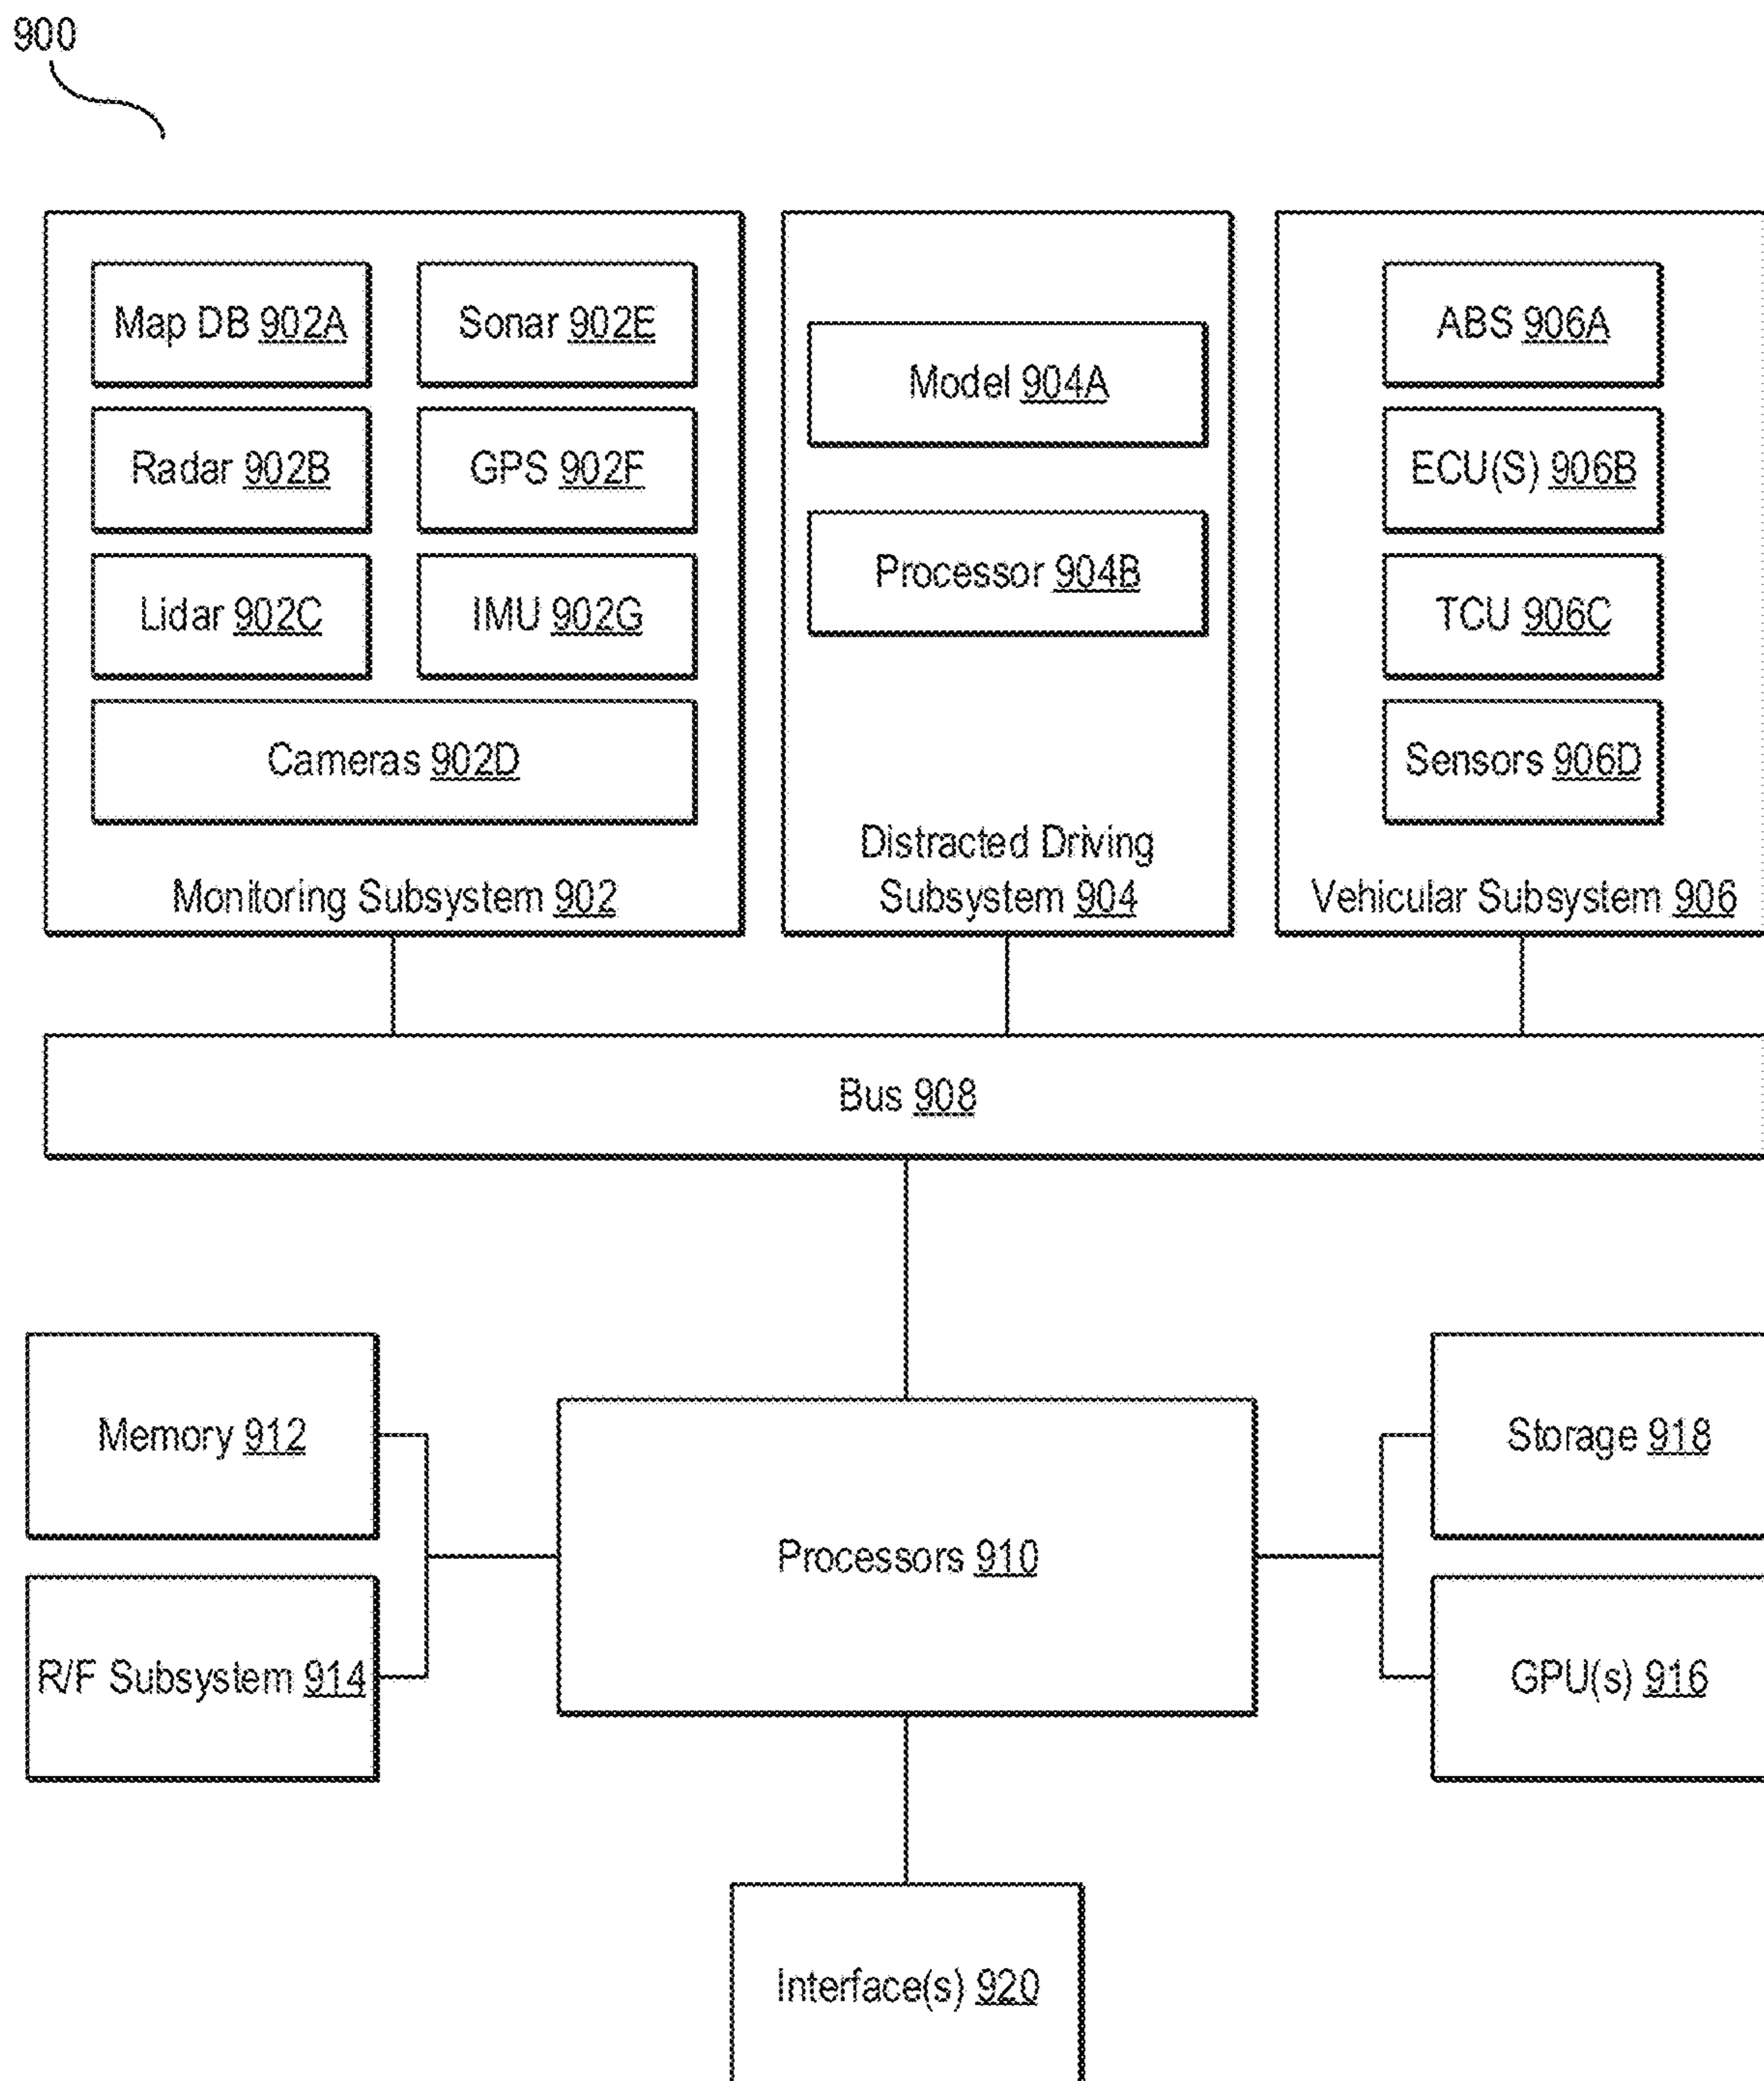 900
Map DB 902A
Sonar 902E
Radar 902B
GPS 902F
Lidar 902C
IMU 902G
Cameras 902D
Monitoring Subsystem 902
Model 904A
Processor 904B
Distracted Driving
Subsystem 904
ABS 906A
ECU(S) 906B
TCU 906C
Sensors 906D
Vehicular Subsystem 906
Bus 908
Memory 912
R/F Subsystem 914
Processors 910
Storage 918
GPU(s) 916
Interface(s) 920